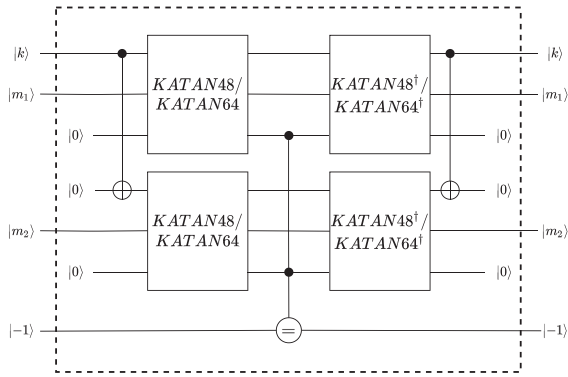 |k⟩ |k⟩
KATAN48/ KATAN48†/
KATAN64 KATAN64†
|m₁⟩ |m₁⟩
|0⟩ |0⟩
|0⟩ |0⟩
KATAN48/ KATAN48†/
KATAN64 KATAN64†
|m₂⟩ |m₂⟩
|0⟩ |0⟩
|−1⟩ = |−1⟩